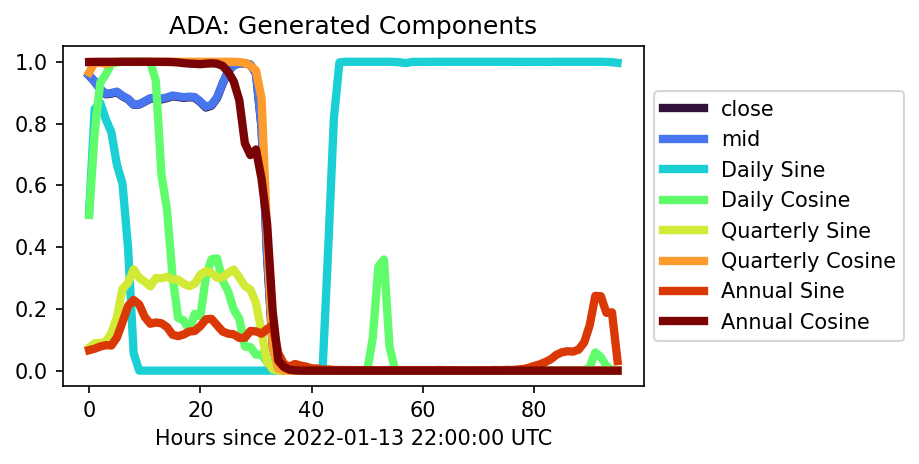 ADA: Generated Components
1.0
0.8
0.6
0.4
0.2
0.0
0
20
40
60
80
Hours since 2022-01-13 22:00:00 UTC
close
mid
Daily Sine
Daily Cosine
Quarterly Sine
Quarterly Cosine
Annual Sine
Annual Cosine